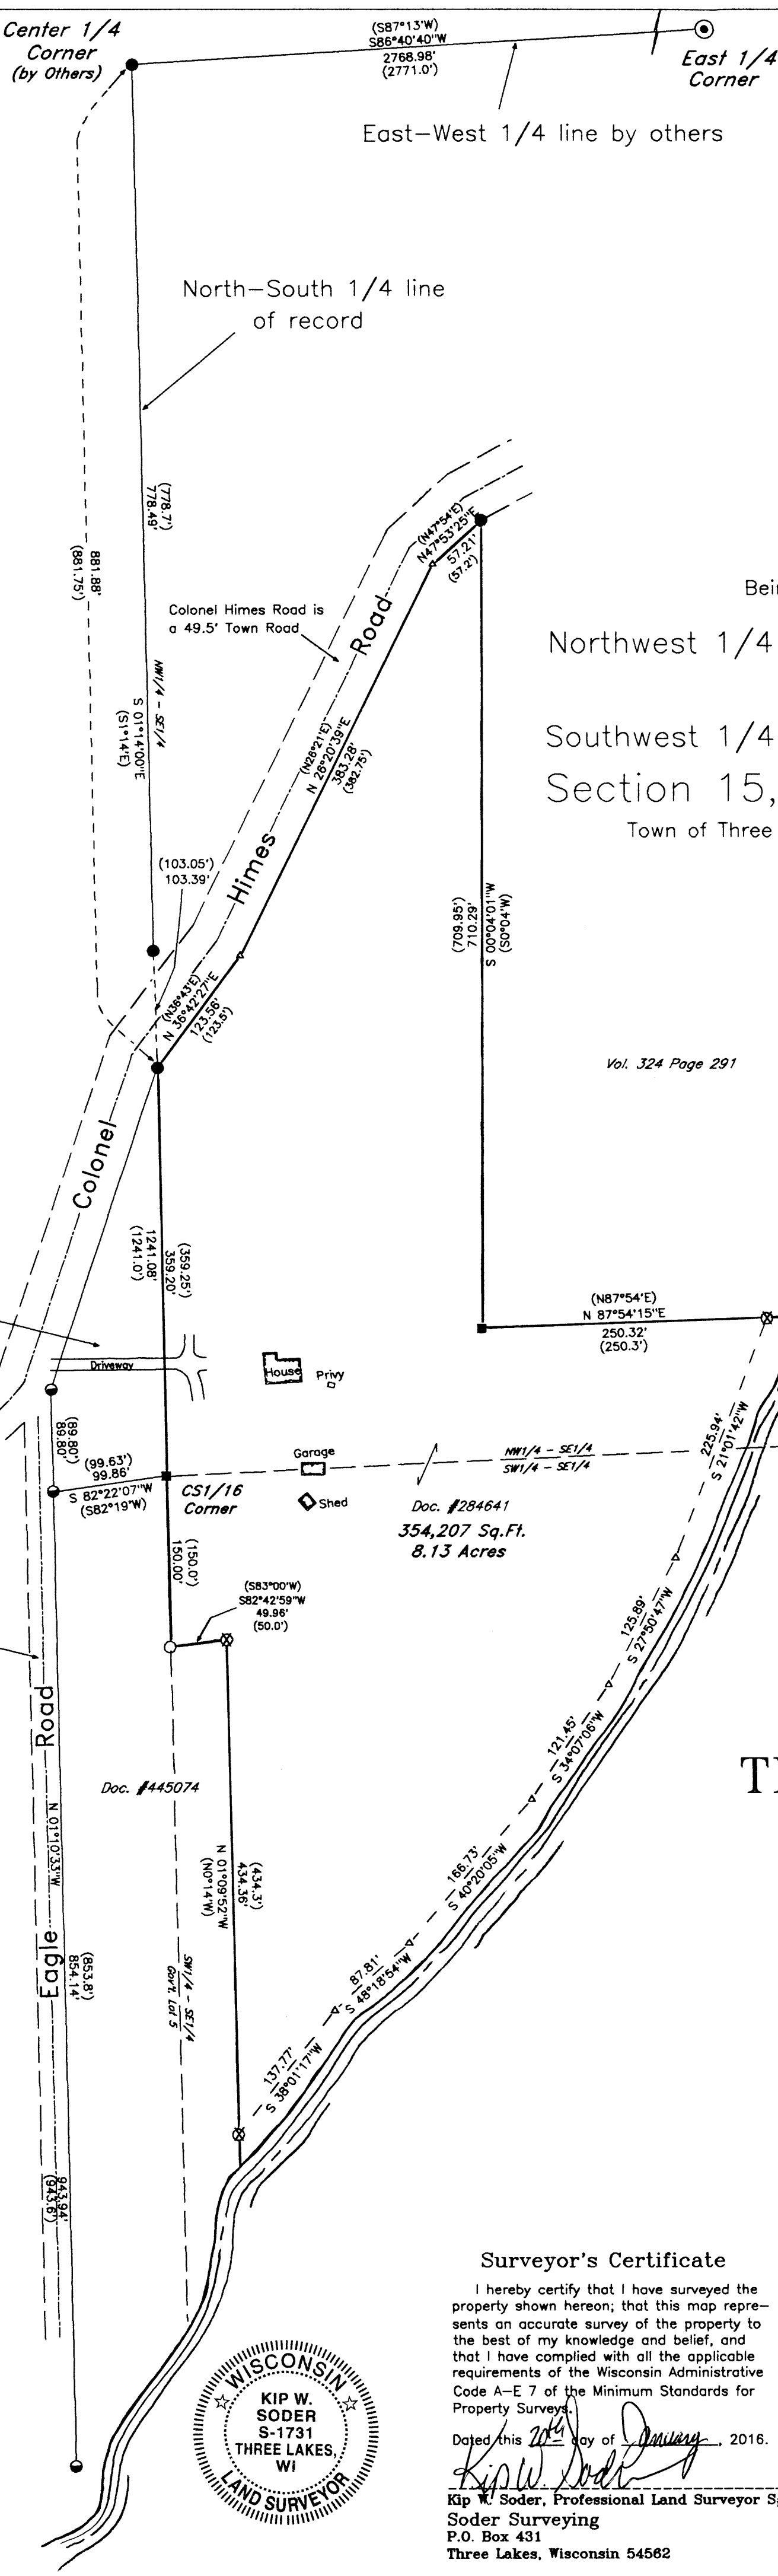 Center 1/4
Corner
(by Others)
(S87°13'W)
S86°40'40"W
2768.98'
(2771.0')
East 1/4
Corner
East-West 1/4 line by others
North-South 1/4 line
of record
(778.7')
778.49'
881.88'
(881.75')
(N47°54'E)
N47°53'25"E
57.21'
(57.2')
Colonel Himes Road is
a 49.5' Town Road
Northwest 1/4
Southwest 1/4
Section 15,
Town of Three
NW1/4 - SE1/4
S 01°14'00"E
(S1°14'E)
(N26°21'E)
N 26°20'39"E
383.28'
(382.75')
Colonel Himes Road
(103.05')
103.39'
(709.95')
710.29'
S 00°04'01"W
(S0°04'W)
(N36°43'E)
N 36°42'27"E
123.56'
(123.5')
Vol. 324 Page 291
(359.25')
359.20'
1241.08'
(1241.0')
(N87°54'E)
N 87°54'15"E
250.32'
(250.3')
Driveway
House
Privy
(89.80')
89.80'
(99.63')
99.86'
S 82°22'07"W
(S82°19'W)
CS1/16
Corner
Garage
Shed
NW1/4 - SE1/4
SW1/4 - SE1/4
225.94'
S 21°01'42"W
Doc. #284641
354,207 Sq.Ft.
8.13 Acres
(150.0')
150.00'
(S83°00'W)
S82°42'59"W
49.96'
(50.0')
125.89'
S 27°50'47"W
121.45'
S 34°07'06"W
Doc. #445074
166.73'
S 40°20'05"W
Eagle Road
N 01°10'33"W
(434.3')
434.36'
N 01°09'52"W
(N0°14'W)
(853.8')
854.14'
SW1/4 - SE1/4
Gov't. Lot 5
87.81'
S 48°18'54"W
137.77'
S 38°01'17"W
943.94'
(943.6')
Surveyor's Certificate
I hereby certify that I have surveyed the
property shown hereon; that this map repre-
sents an accurate survey of the property to
the best of my knowledge and belief, and
that I have complied with all the applicable
requirements of the Wisconsin Administrative
Code A-E 7 of the Minimum Standards for
Property Surveys.
Dated this 20th day of January, 2016.
Kip W. Soder
Kip W. Soder, Professional Land Surveyor
Soder Surveying
P.O. Box 431
Three Lakes, Wisconsin 54562
WISCONSIN
KIP W.
SODER
S-1731
THREE LAKES,
WI
LAND SURVEYOR